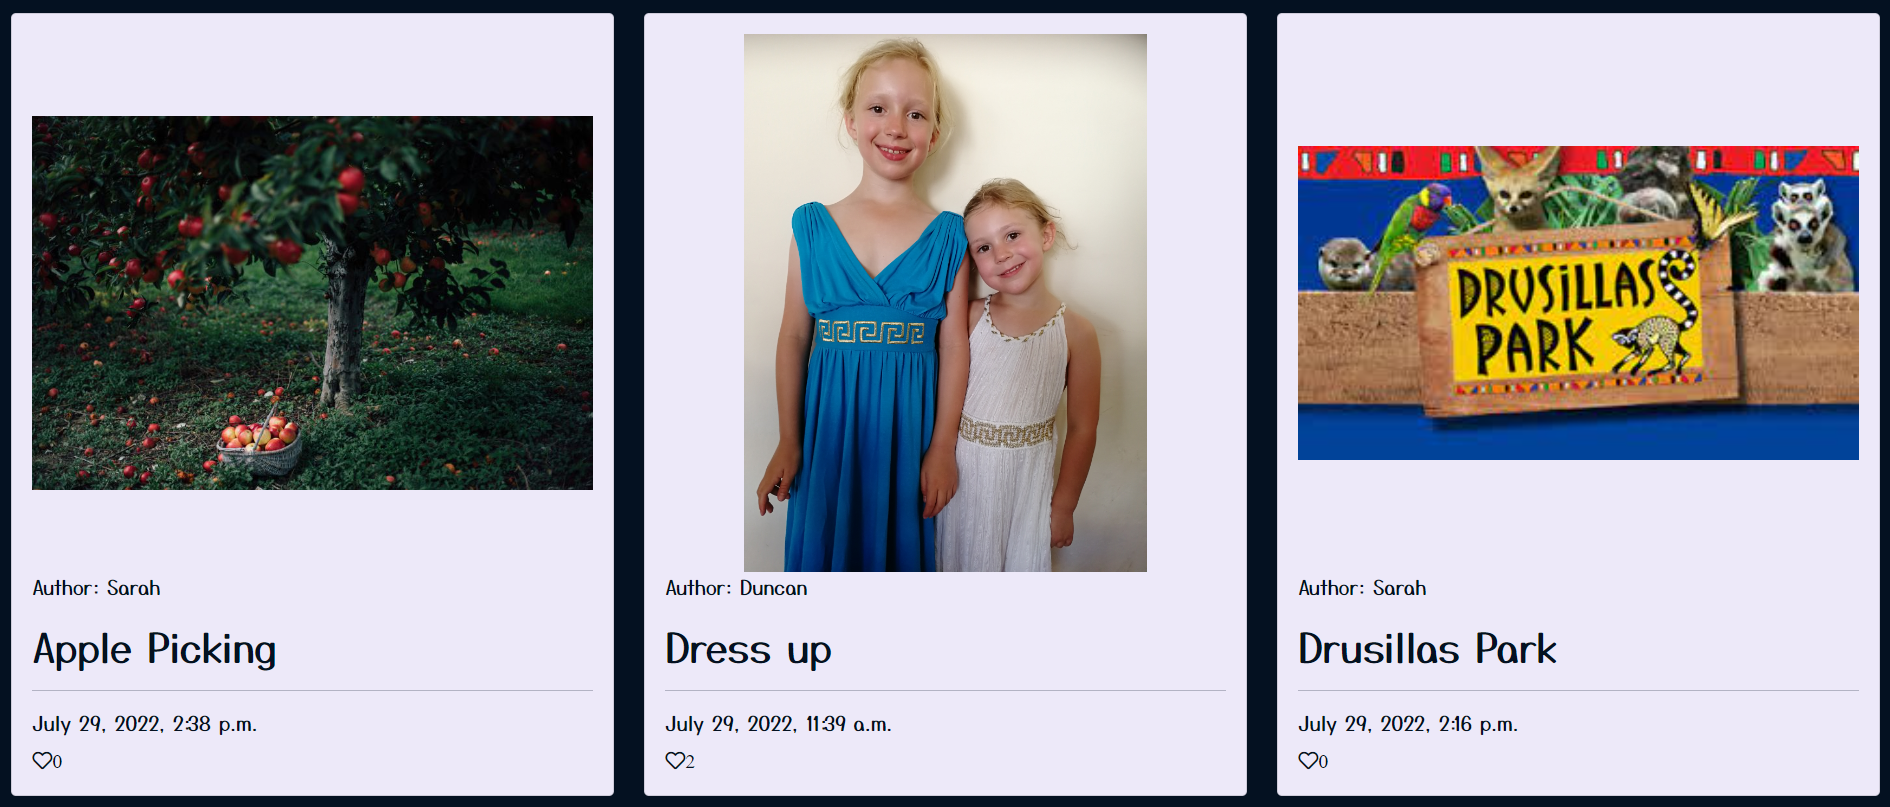 DRUSILLAS
PARK
Author: Sarah
Apple Picking
July 29, 2022, 2:38 p.m.
0
Author: Duncan
Dress up
July 29, 2022, 11:39 a.m.
2
Author: Sarah
Drusillas Park
July 29, 2022, 2:16 p.m.
0